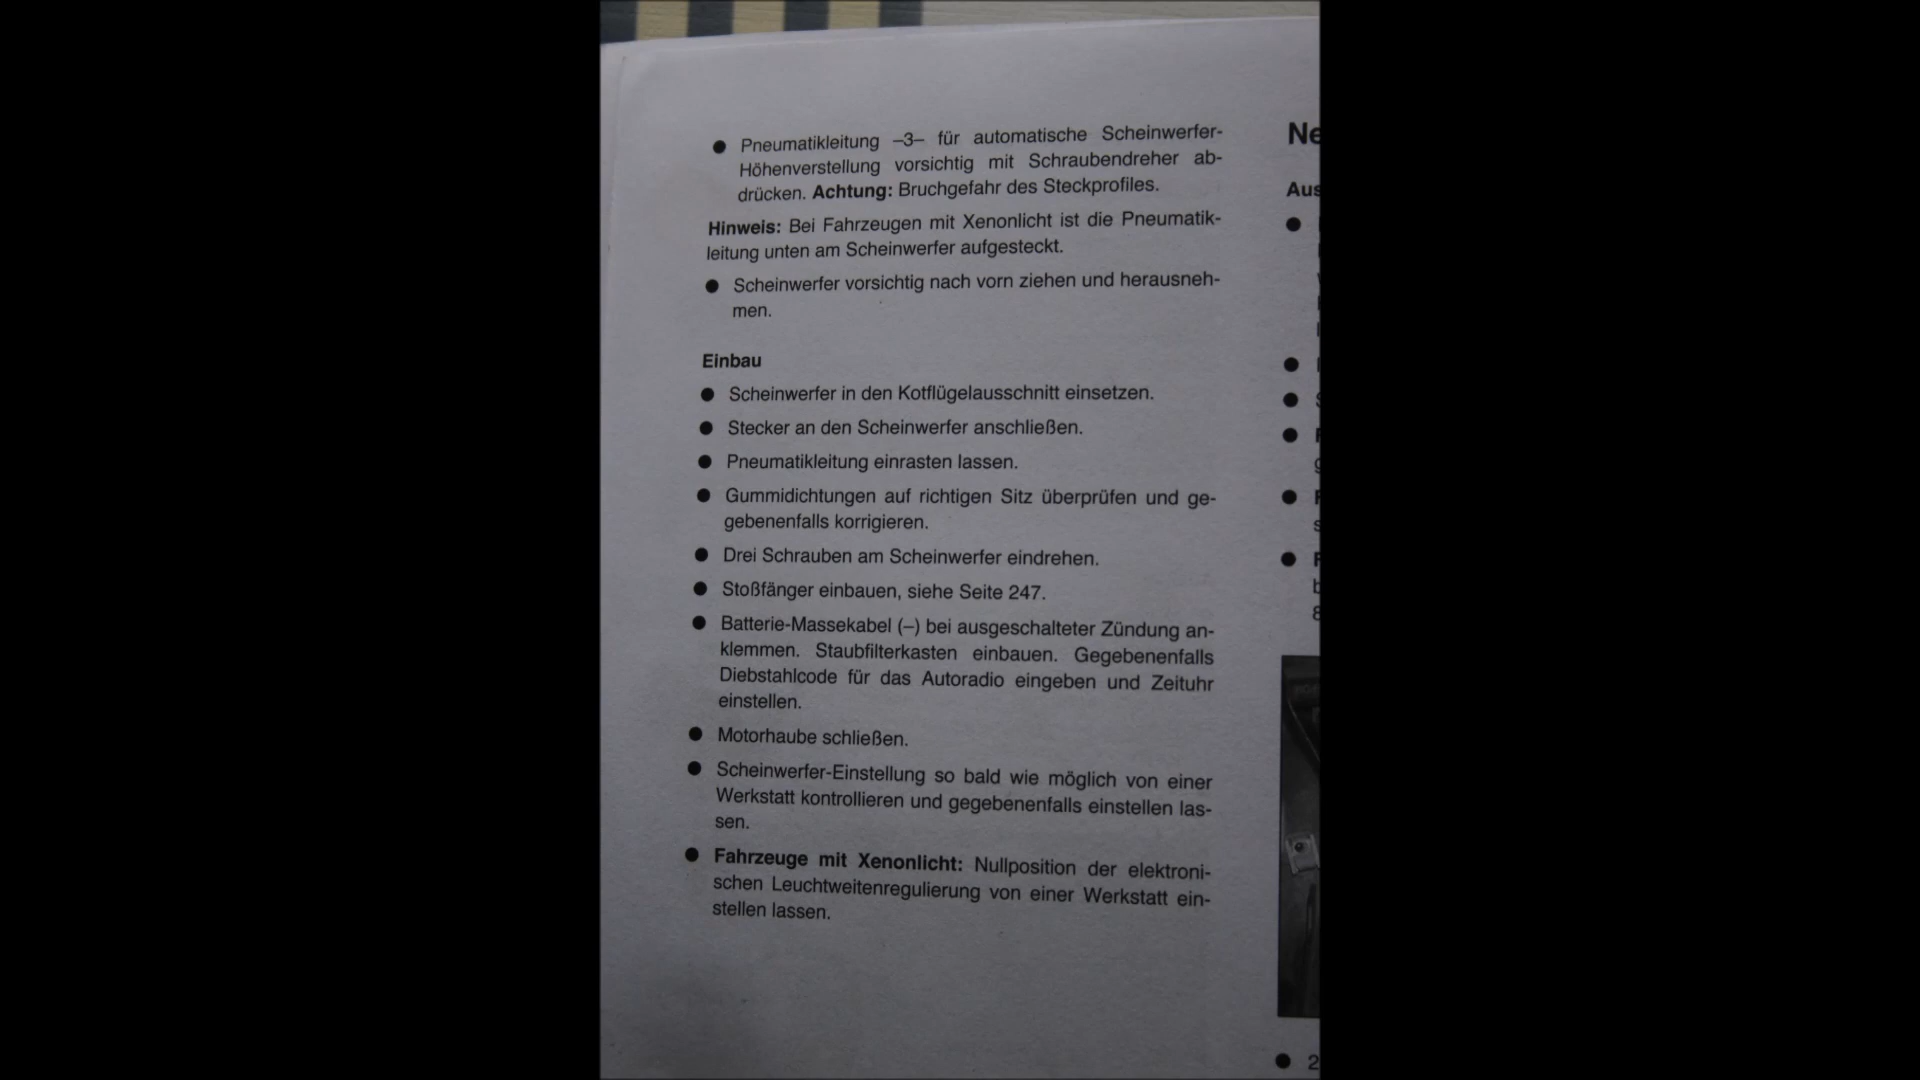 ● Pneumatikleitung –3– für automatische Scheinwerfer-
Höhenverstellung vorsichtig mit Schraubendreher ab-
drücken. Achtung: Bruchgefahr des Steckprofiles.
Hinweis: Bei Fahrzeugen mit Xenonlicht ist die Pneumatik-
leitung unten am Scheinwerfer aufgesteckt.
● Scheinwerfer vorsichtig nach vorn ziehen und herausneh-
men.
Einbau
● Scheinwerfer in den Kotflügelausschnitt einsetzen.
● Stecker an den Scheinwerfer anschließen.
● Pneumatikleitung einrasten lassen.
● Gummidichtungen auf richtigen Sitz überprüfen und ge-
gebenenfalls korrigieren.
● Drei Schrauben am Scheinwerfer eindrehen.
● Stoßfänger einbauen, siehe Seite 247.
● Batterie-Massekabel (–) bei ausgeschalteter Zündung an-
klemmen. Staubfilterkasten einbauen. Gegebenenfalls
Diebstahlcode für das Autoradio eingeben und Zeituhr
einstellen.
● Motorhaube schließen.
● Scheinwerfer-Einstellung so bald wie möglich von einer
Werkstatt kontrollieren und gegebenenfalls einstellen las-
sen.
● Fahrzeuge mit Xenonlicht: Nullposition der elektroni-
schen Leuchtweitenregulierung von einer Werkstatt ein-
stellen lassen.
Ne
Aus